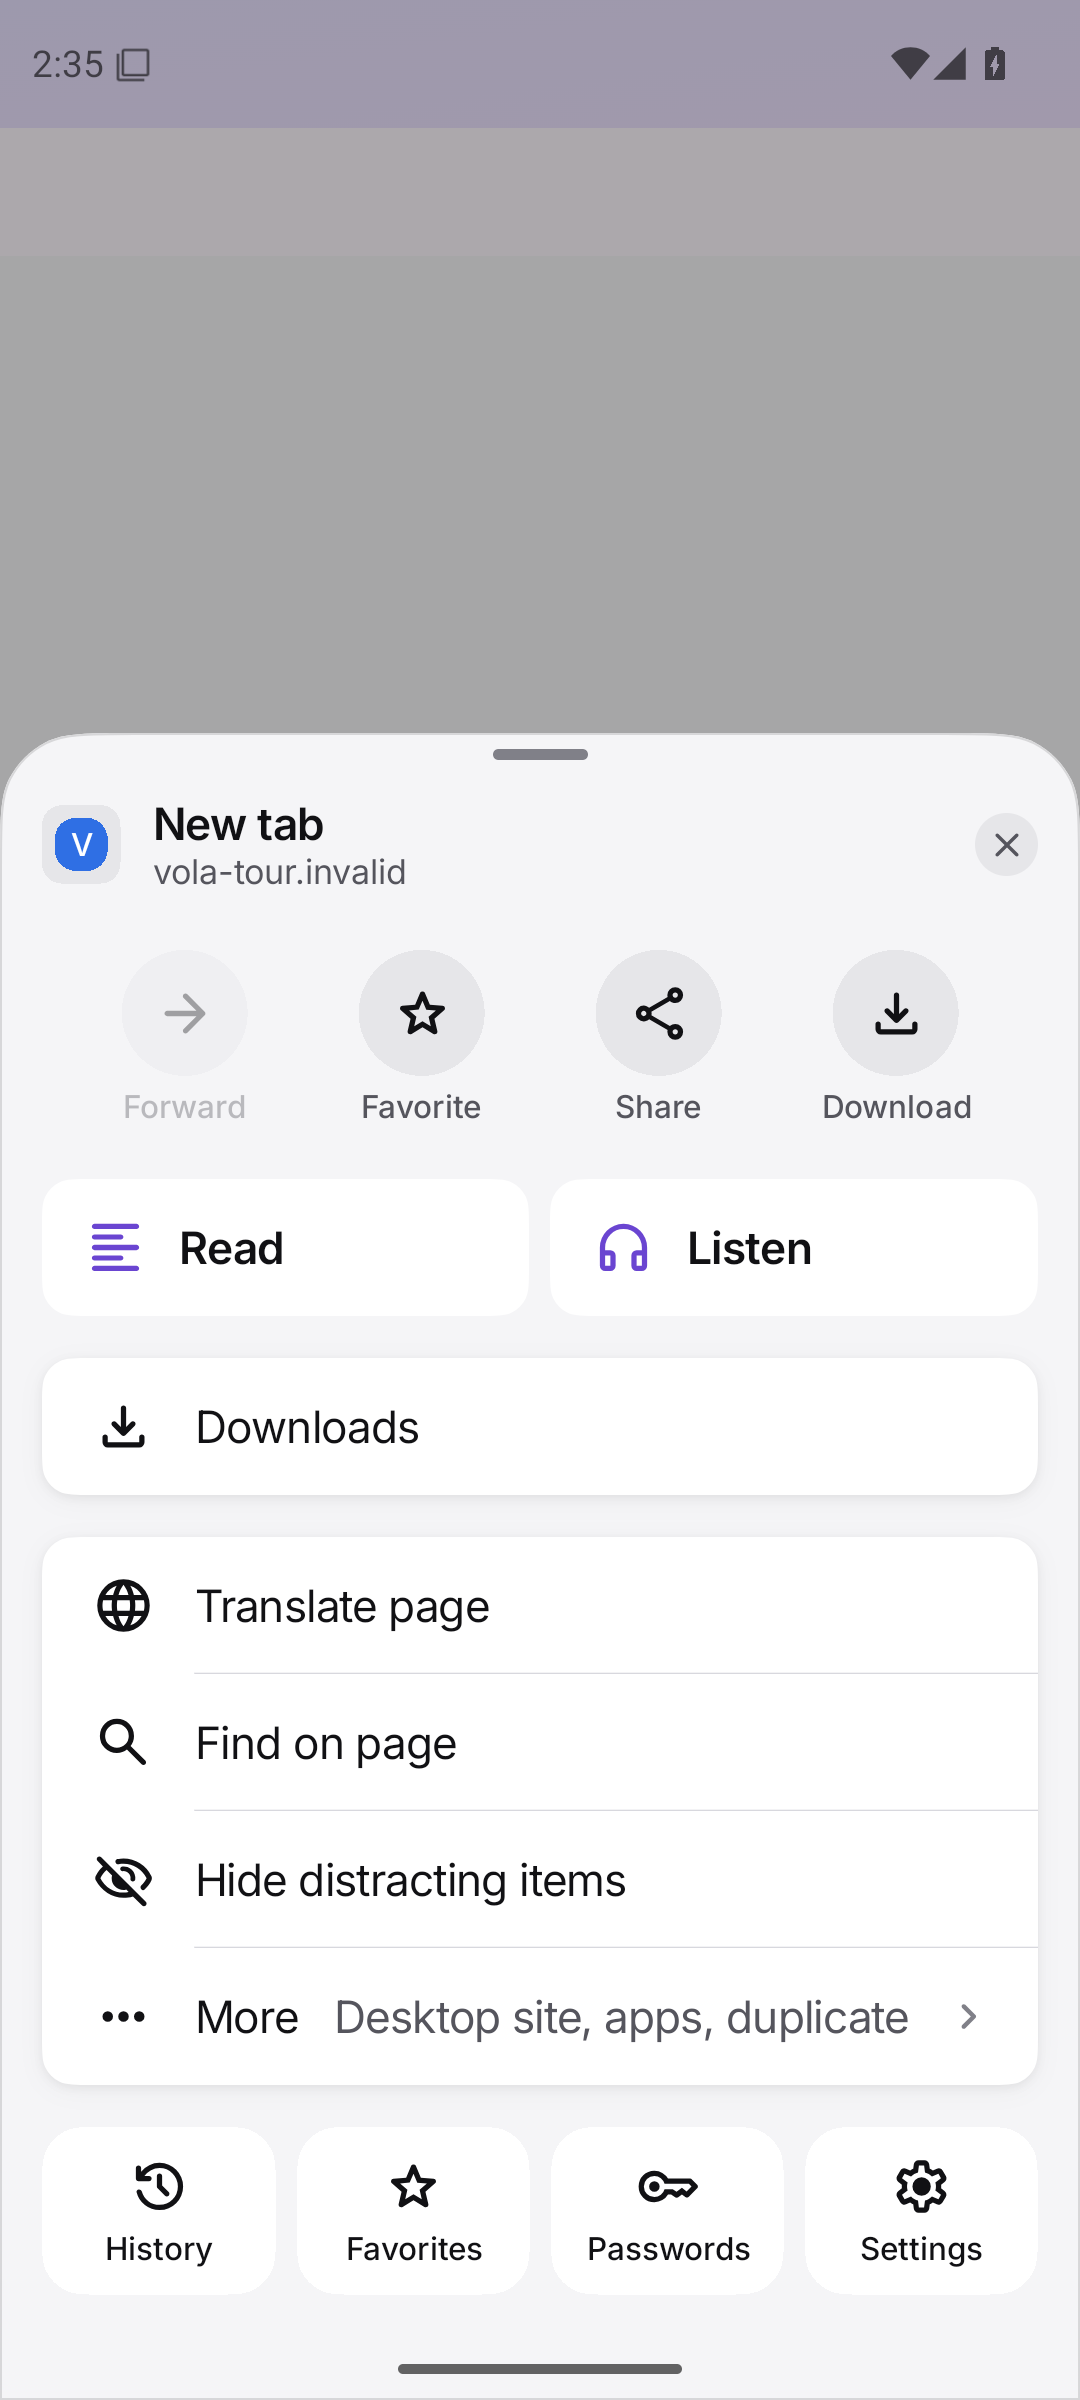 2:35
V
New tab
vola-tour.invalid
Forward
Favorite
Share
Download
Read
Listen
Downloads
Translate page
Find on page
Hide distracting items
More Desktop site, apps, duplicate
History
Favorites
Passwords
Settings